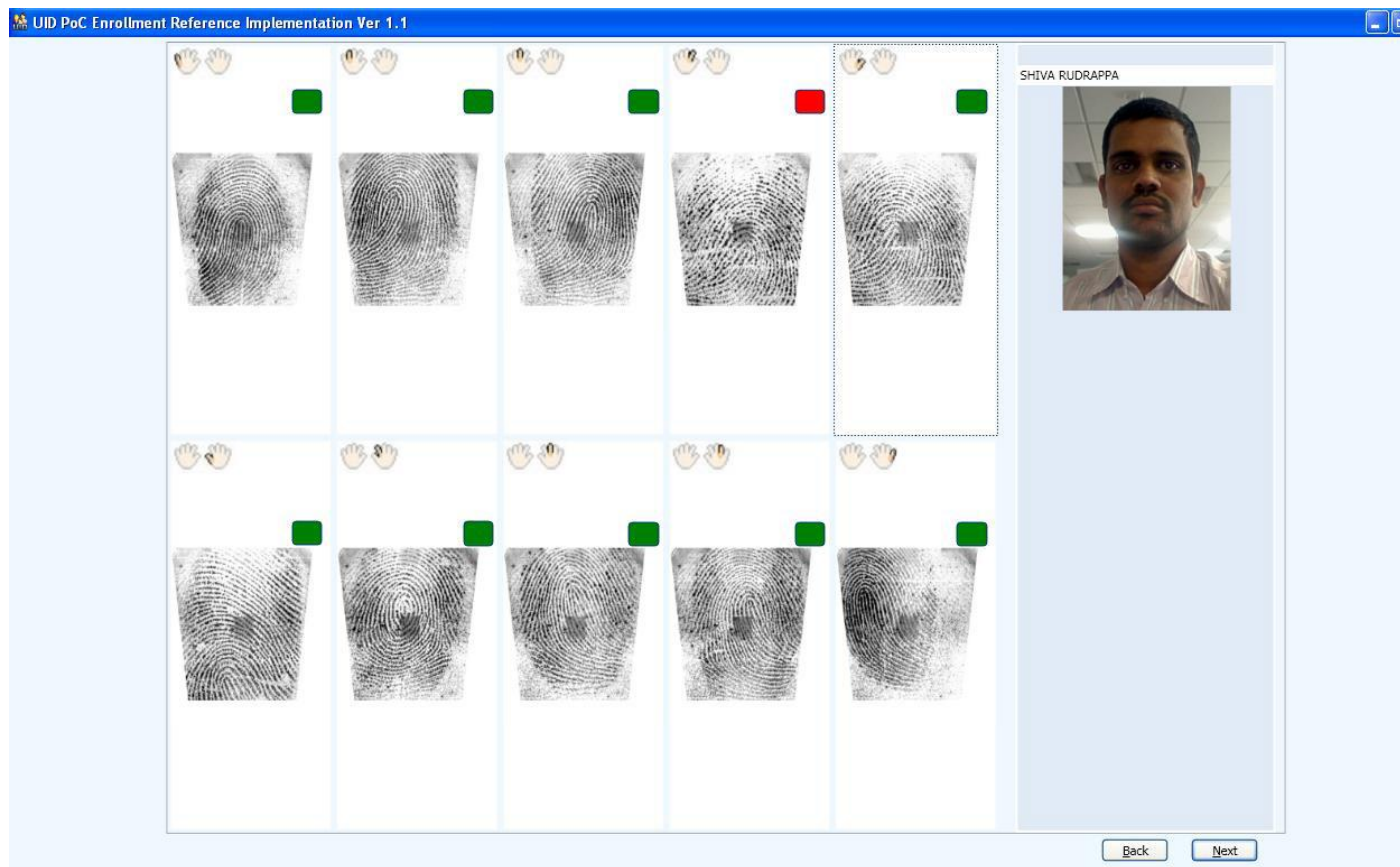 UID PoC Enrollment Reference Implementation Ver 1.1
SHIVA RUDRAPPA
Back
Next